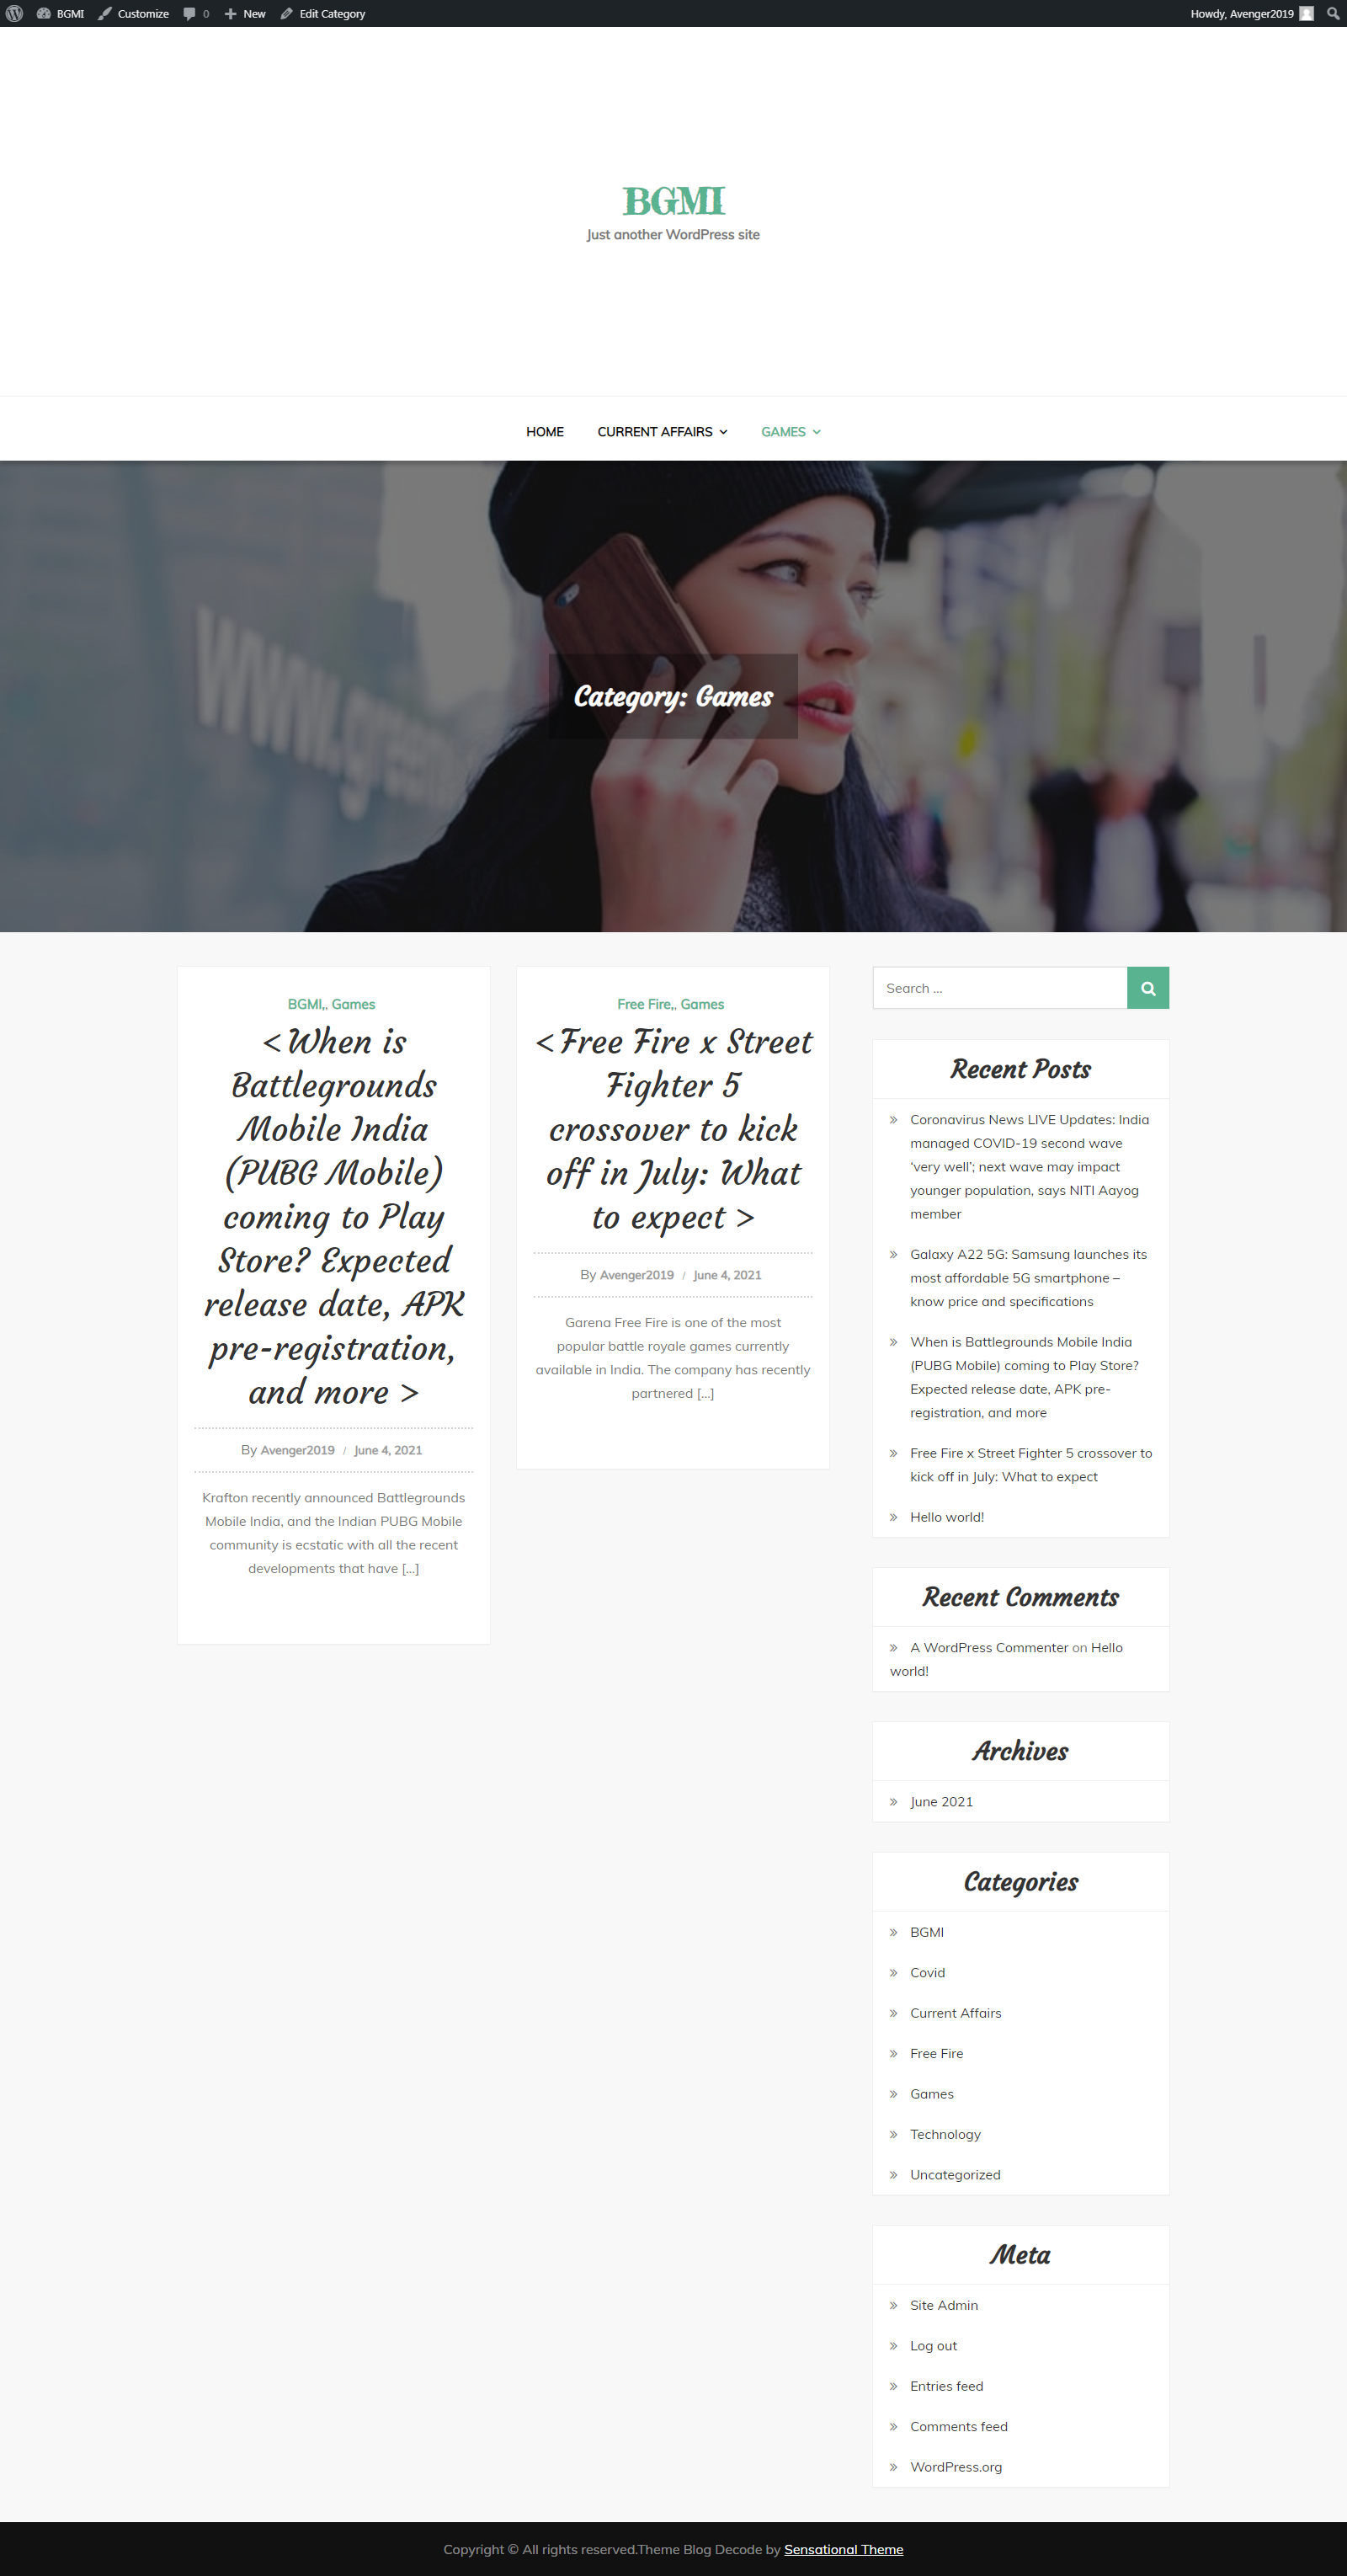 BGMI
Customize
0
New
Edit Category
Howdy, Avenger2019
BGMI
Just another WordPress site
HOME
CURRENT AFFAIRS
GAMES
Category: Games
BGMI,, Games
<When is
Battlegrounds
Mobile India
(PUBG Mobile)
coming to Play
Store? Expected
release date, APK
pre-registration,
and more >
By Avenger2019 / June 4, 2021
Krafton recently announced Battlegrounds
Mobile India, and the Indian PUBG Mobile
community is ecstatic with all the recent
developments that have [...]
Free Fire,, Games
<Free Fire x Street
Fighter 5
crossover to kick
off in July: What
to expect >
By Avenger2019 / June 4, 2021
Garena Free Fire is one of the most
popular battle royale games currently
available in India. The company has recently
partnered [...]
Search ...
Recent Posts
» Coronavirus News LIVE Updates: India
managed COVID-19 second wave
‘very well’; next wave may impact
younger population, says NITI Aayog
member
» Galaxy A22 5G: Samsung launches its
most affordable 5G smartphone –
know price and specifications
» When is Battlegrounds Mobile India
(PUBG Mobile) coming to Play Store?
Expected release date, APK pre-
registration, and more
» Free Fire x Street Fighter 5 crossover to
kick off in July: What to expect
» Hello world!
Recent Comments
» A WordPress Commenter on Hello
world!
Archives
» June 2021
Categories
» BGMI
» Covid
» Current Affairs
» Free Fire
» Games
» Technology
» Uncategorized
Meta
» Site Admin
» Log out
» Entries feed
» Comments feed
» WordPress.org
Copyright © All rights reserved.Theme Blog Decode by Sensational Theme